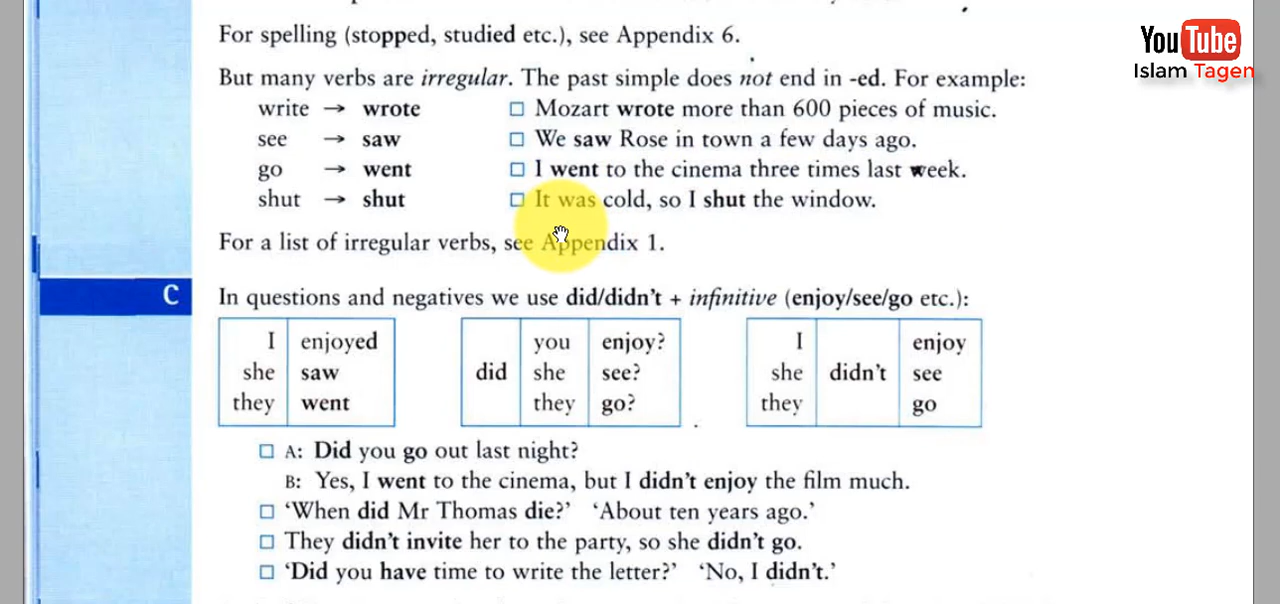 YouTube
Islam Tagen
For spelling (stopped, studied etc.), see Appendix 6.
But many verbs are irregular. The past simple does not end in -ed. For example:
write → wrote □ Mozart wrote more than 600 pieces of music.
see → saw □ We saw Rose in town a few days ago.
go → went □ I went to the cinema three times last week.
shut → shut □ It was cold, so I shut the window.
For a list of irregular verbs, see Appendix 1.
C In questions and negatives we use did/didn't + infinitive (enjoy/see/go etc.):
I enjoyed
she saw
they went
did
you enjoy?
she see?
they go?
I
she
they
didn't
enjoy
see
go
□ A: Did you go out last night?
B: Yes, I went to the cinema, but I didn't enjoy the film much.
□ ‘When did Mr Thomas die?’ ‘About ten years ago.’
□ They didn't invite her to the party, so she didn't go.
□ ‘Did you have time to write the letter?’ ‘No, I didn't.’